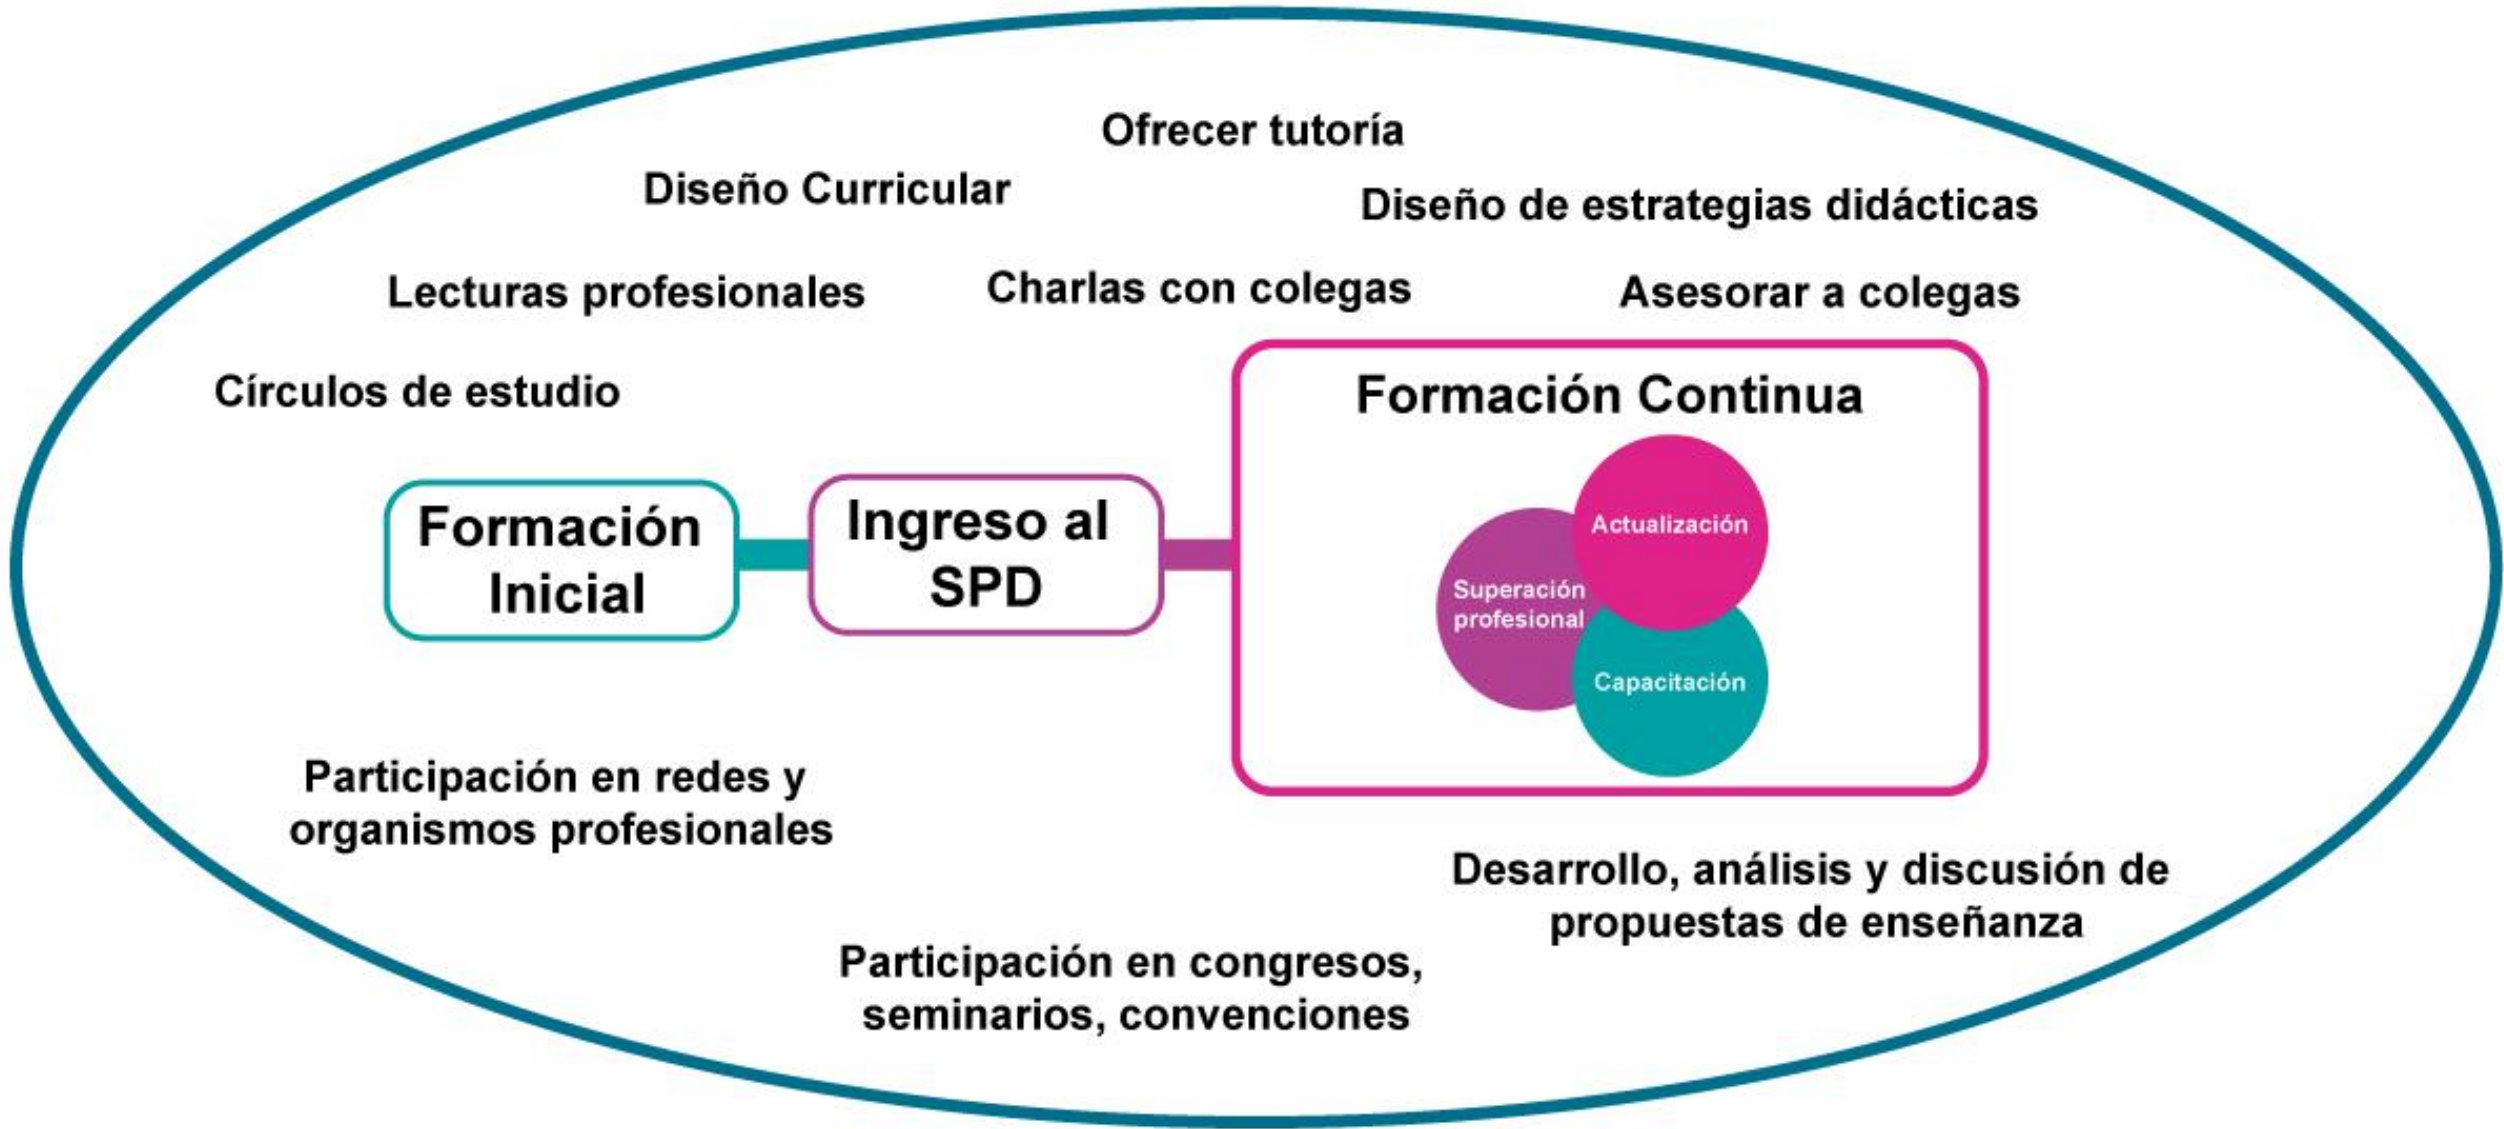 Ofrecer tutoría
Diseño Curricular
Diseño de estrategias didácticas
Lecturas profesionales
Charlas con colegas
Asesorar a colegas
Círculos de estudio
Formación
Inicial
Ingreso al
SPD
Formación Continua
Actualización
Superación
profesional
Capacitación
Participación en redes y
organismos profesionales
Desarrollo, análisis y discusión de
propuestas de enseñanza
Participación en congresos,
seminarios, convenciones